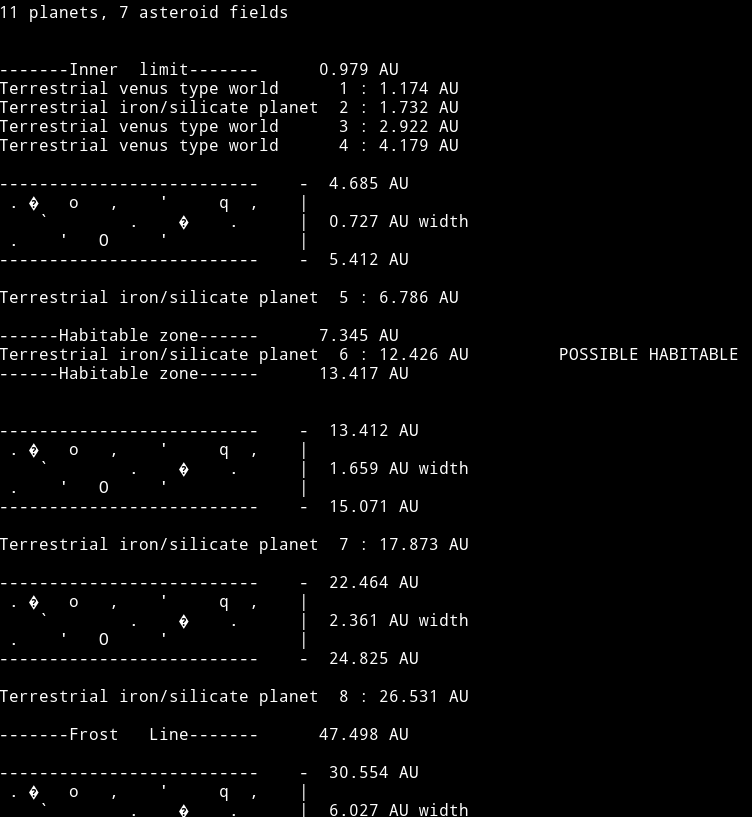 11 planets, 7 asteroid fields
-------Inner  limit-------      0.979 AU
Terrestrial venus type world      1 : 1.174 AU
Terrestrial iron/silicate planet  2 : 1.732 AU
Terrestrial venus type world      3 : 2.922 AU
Terrestrial venus type world      4 : 4.179 AU
--------------------------    -  4.685 AU
 . �   o   ,    '     q  ,    |
    `        .    �    .      |  0.727 AU width
 .    '   O     '             |
--------------------------    -  5.412 AU
Terrestrial iron/silicate planet  5 : 6.786 AU
------Habitable zone------      7.345 AU
Terrestrial iron/silicate planet  6 : 12.426 AU         POSSIBLE HABITABLE
------Habitable zone------      13.417 AU
--------------------------    -  13.412 AU
 . �   o   ,    '     q  ,    |
    `        .    �    .      |  1.659 AU width
 .    '   O     '             |
--------------------------    -  15.071 AU
Terrestrial iron/silicate planet  7 : 17.873 AU
--------------------------    -  22.464 AU
 . �   o   ,    '     q  ,    |
    `        .    �    .      |  2.361 AU width
 .    '   O     '             |
--------------------------    -  24.825 AU
Terrestrial iron/silicate planet  8 : 26.531 AU
-------Frost   Line-------      47.498 AU
--------------------------    -  30.554 AU
 . �   o   ,    '     q  ,    |
    `        .    �    .      |  6.027 AU width